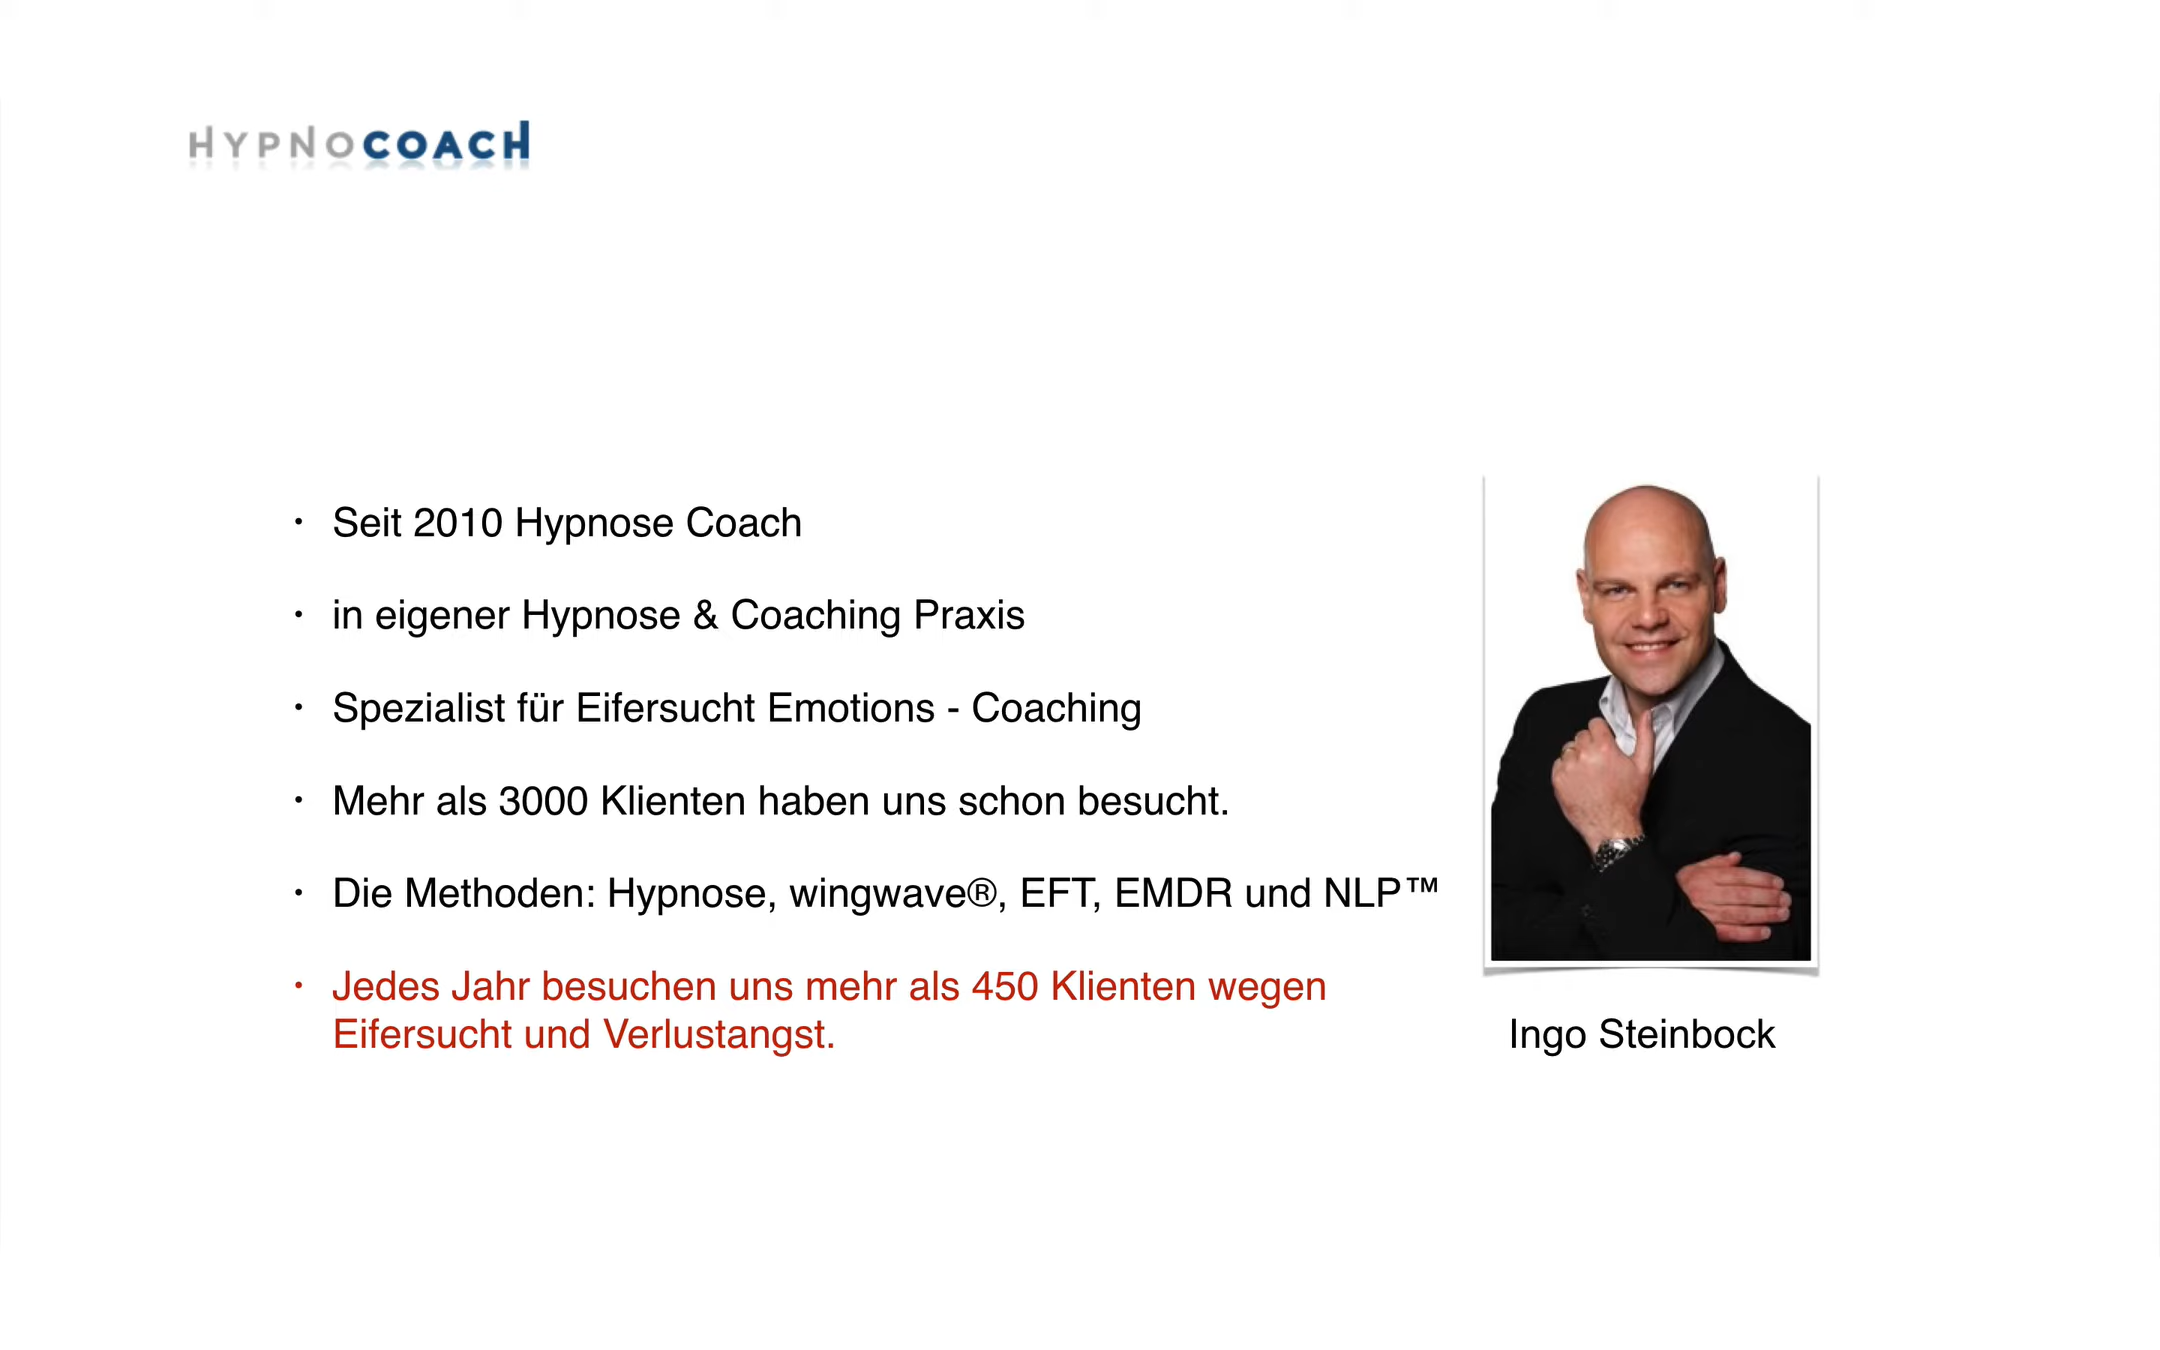 HYPNOCOACH
• Seit 2010 Hypnose Coach
• in eigener Hypnose & Coaching Praxis
• Spezialist für Eifersucht Emotions - Coaching
• Mehr als 3000 Klienten haben uns schon besucht.
• Die Methoden: Hypnose, wingwave®, EFT, EMDR und NLP™
• Jedes Jahr besuchen uns mehr als 450 Klienten wegen
Eifersucht und Verlustangst.
Ingo Steinbock